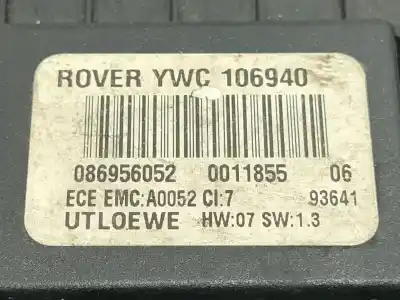 ROVER YWC 106940
086956052 0011855 06
ECE EMC:A0052 CI:7 93641
UTLOEWE HW:07 SW:1.3